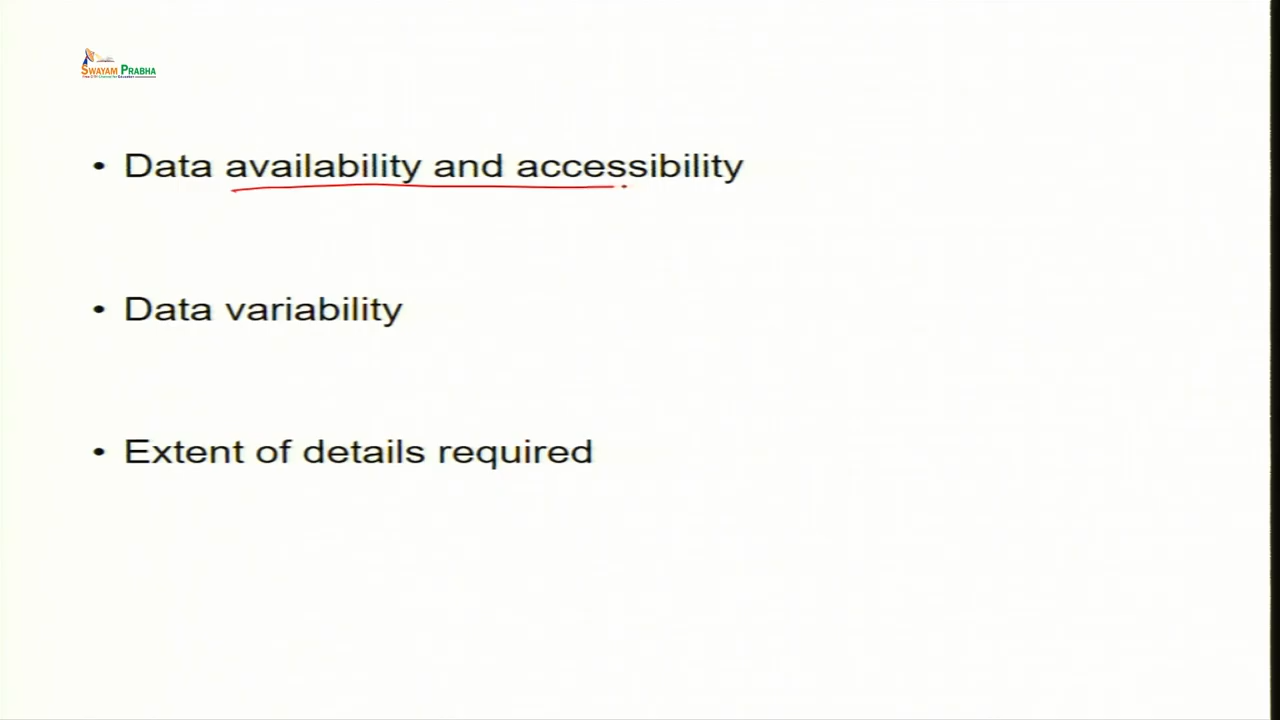 SWAYAM PRABHA
• Data availability and accessibility
• Data variability
• Extent of details required